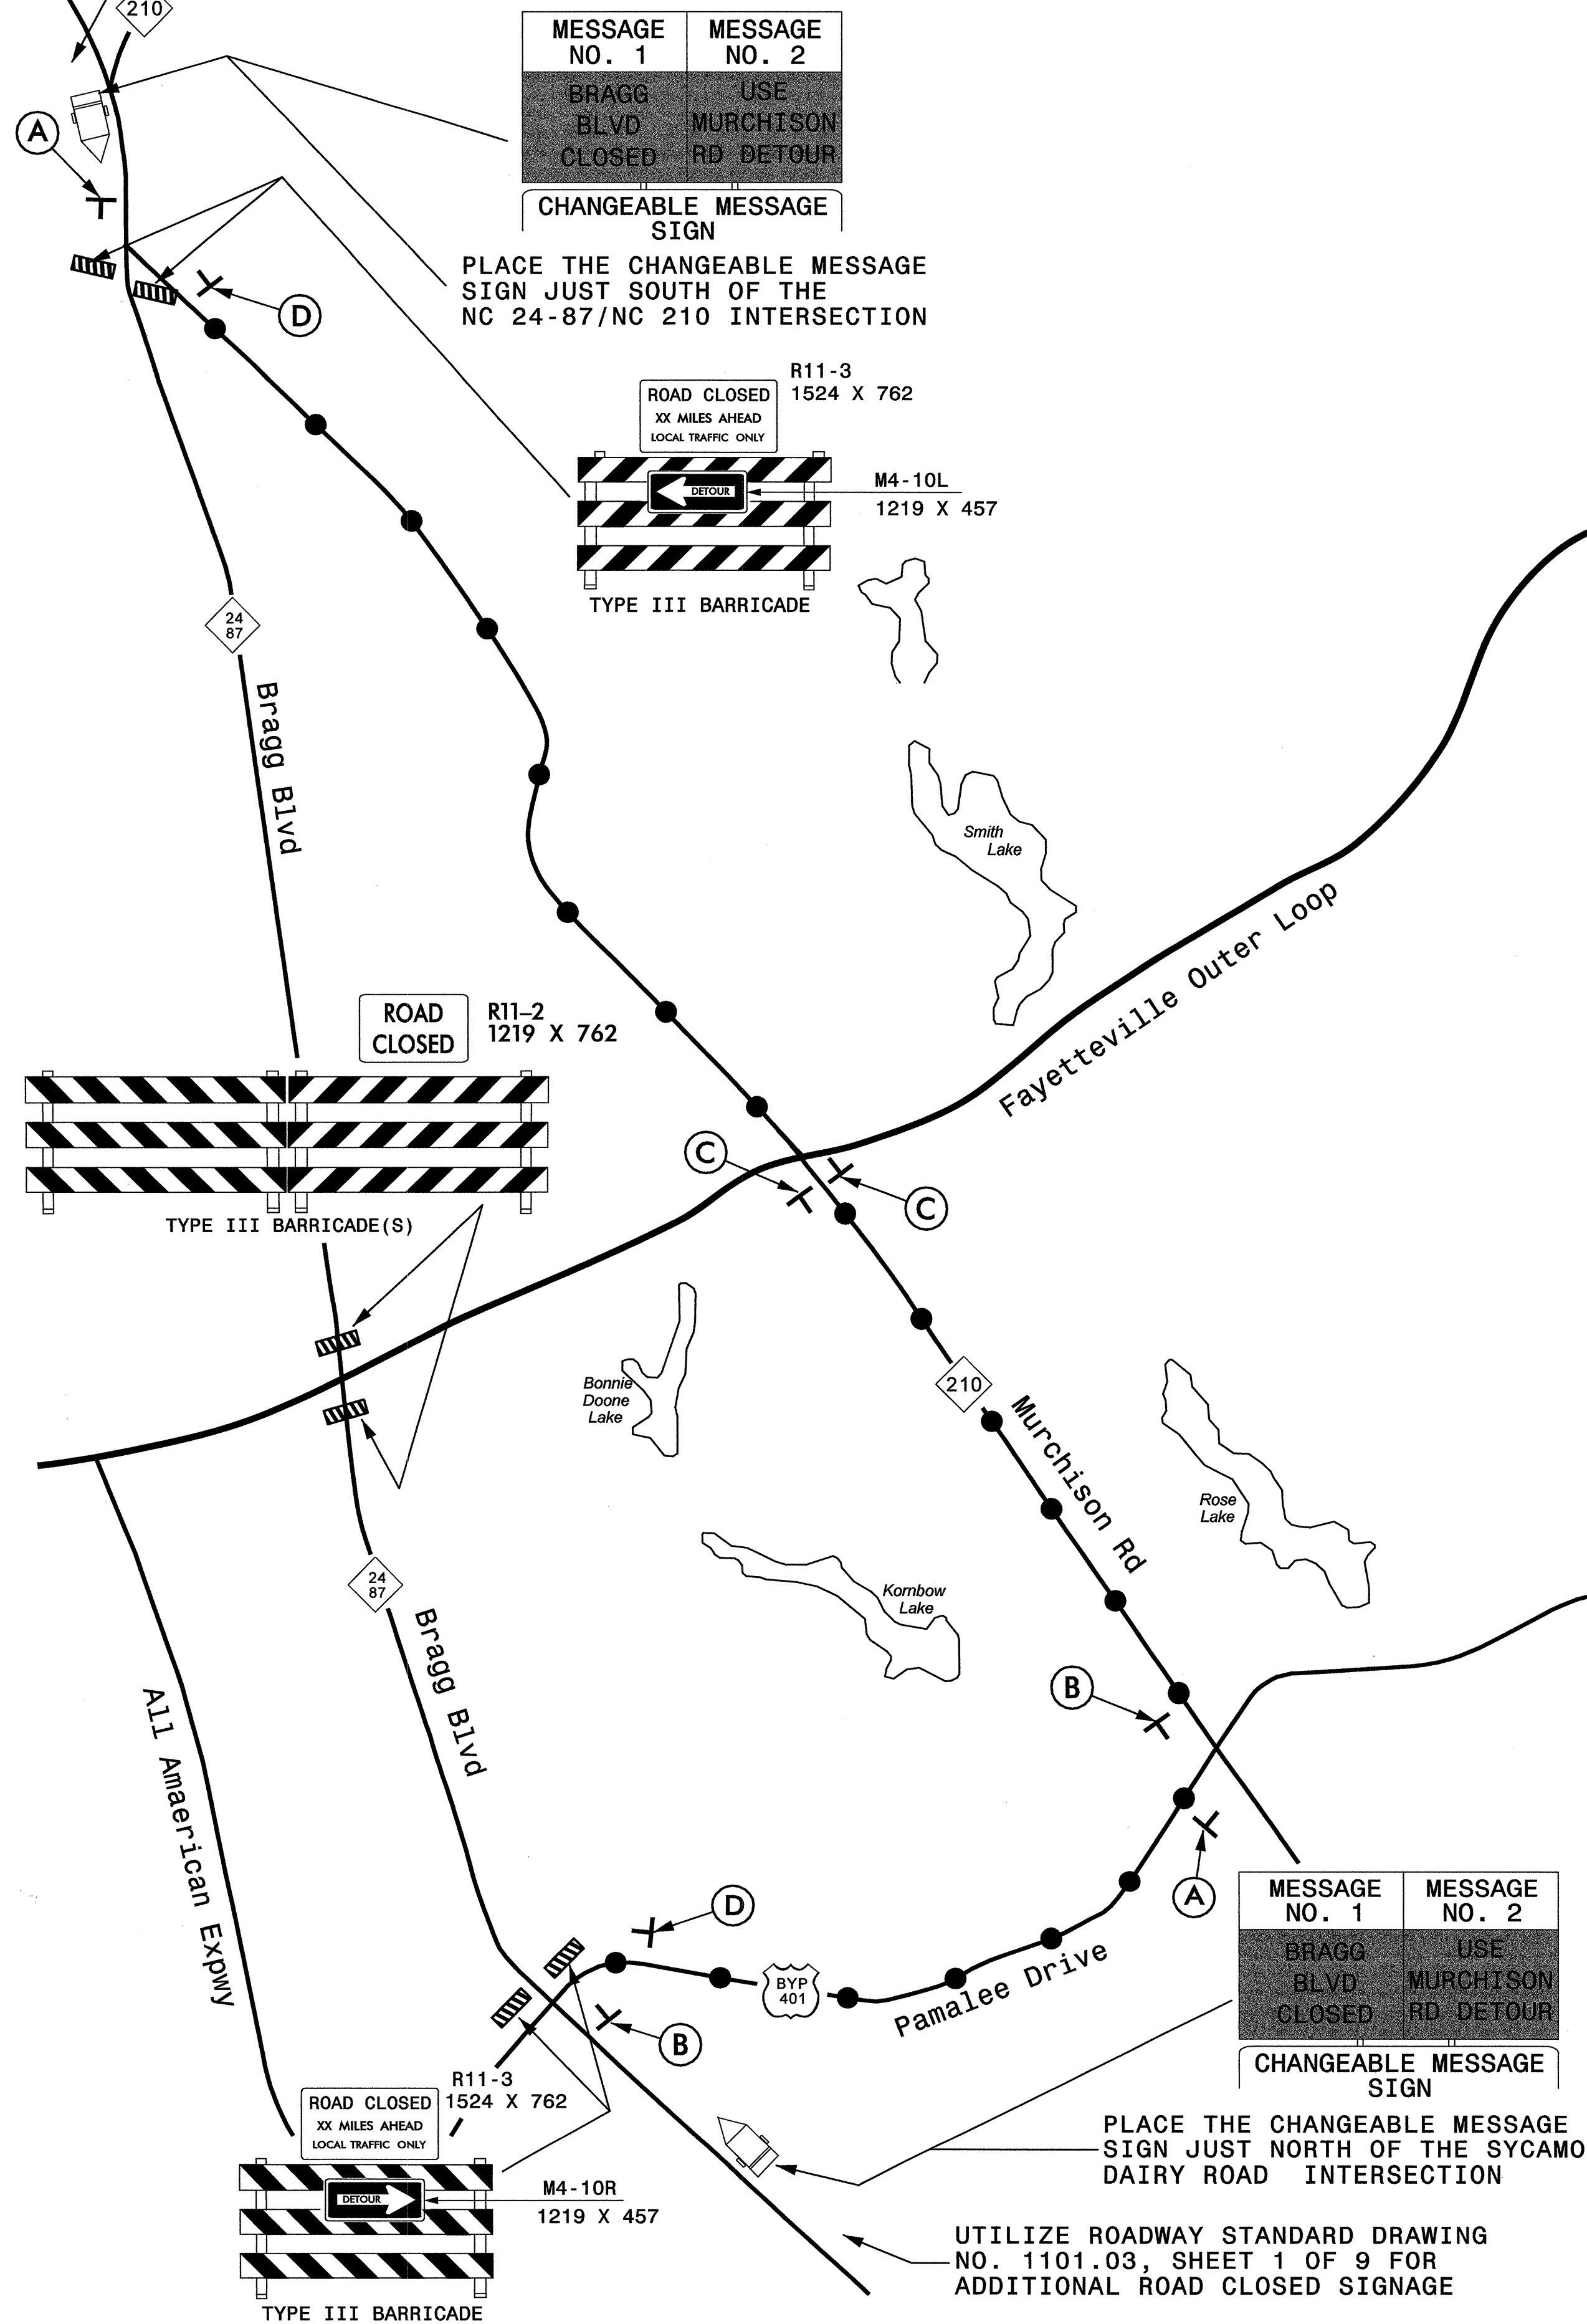 210
MESSAGE NO. 1
MESSAGE NO. 2
BRAGG BLVD CLOSED
USE MURCHISON RD DETOUR
CHANGEABLE MESSAGE
SIGN
A
PLACE THE CHANGEABLE MESSAGE
SIGN JUST SOUTH OF THE
NC 24-87/NC 210 INTERSECTION
D
R11-3
1524 X 762
ROAD CLOSED
XX MILES AHEAD
LOCAL TRAFFIC ONLY
DETOUR
M4-10L
1219 X 457
TYPE III BARRICADE
24
87
Bragg Blvd
Smith
Lake
Fayetteville Outer Loop
ROAD
CLOSED
R11-2
1219 X 762
TYPE III BARRICADE(S)
C
C
Bonnie
Doone
Lake
210
Murchison Rd
Rose
Lake
24
87
Kornbow
Lake
Bragg Blvd
All Amaerican Expwy
B
A
D
BYP
401
Pamalee Drive
B
MESSAGE NO. 1
MESSAGE NO. 2
BRAGG BLVD. CLOSED
USE MURCHISON RD DETOUR
CHANGEABLE MESSAGE
SIGN
PLACE THE CHANGEABLE MESSAGE
SIGN JUST NORTH OF THE SYCAMO
DAIRY ROAD INTERSECTION
R11-3
1524 X 762
ROAD CLOSED
XX MILES AHEAD
LOCAL TRAFFIC ONLY
DETOUR
M4-10R
1219 X 457
TYPE III BARRICADE
UTILIZE ROADWAY STANDARD DRAWING
NO. 1101.03, SHEET 1 OF 9 FOR
ADDITIONAL ROAD CLOSED SIGNAGE